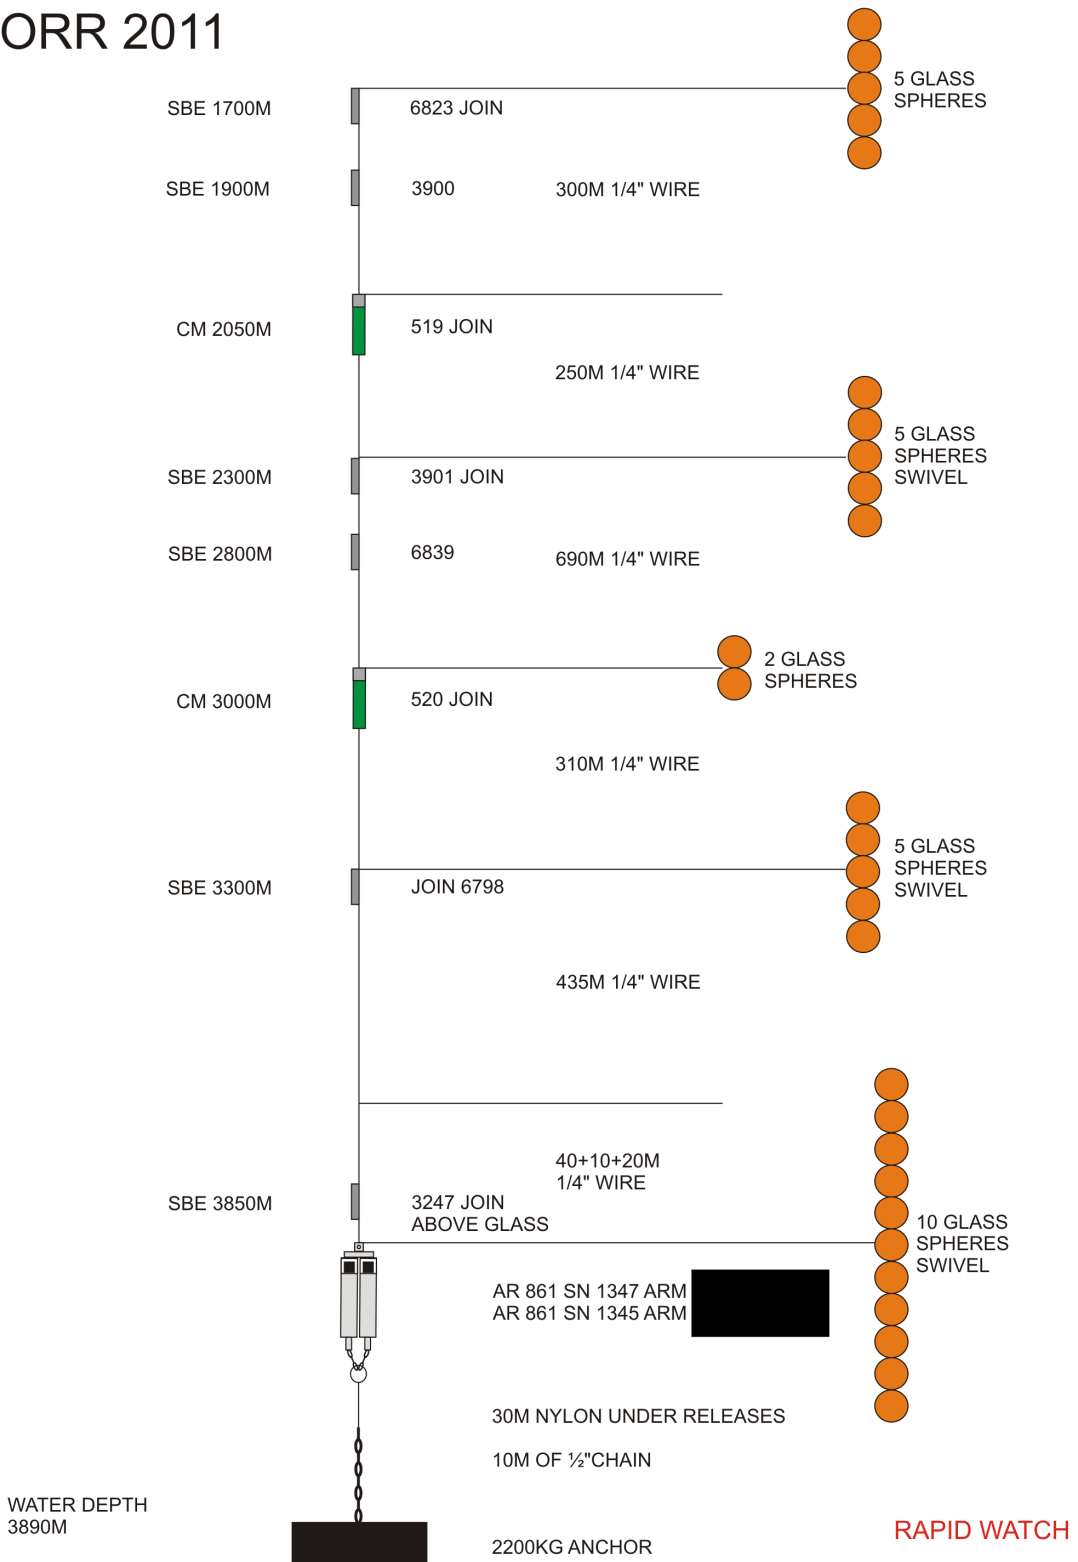 ORR 2011
5 GLASS
SPHERES
SBE 1700M
6823 JOIN
SBE 1900M
3900
300M 1/4" WIRE
CM 2050M
519 JOIN
250M 1/4" WIRE
5 GLASS
SPHERES
SWIVEL
SBE 2300M
3901 JOIN
SBE 2800M
6839
690M 1/4" WIRE
2 GLASS
SPHERES
CM 3000M
520 JOIN
310M 1/4" WIRE
5 GLASS
SPHERES
SWIVEL
SBE 3300M
JOIN 6798
435M 1/4" WIRE
40+10+20M
1/4" WIRE
SBE 3850M
3247 JOIN
ABOVE GLASS
10 GLASS
SPHERES
SWIVEL
AR 861 SN 1347 ARM
AR 861 SN 1345 ARM
30M NYLON UNDER RELEASES
10M OF ½"CHAIN
WATER DEPTH
3890M
2200KG ANCHOR
RAPID WATCH